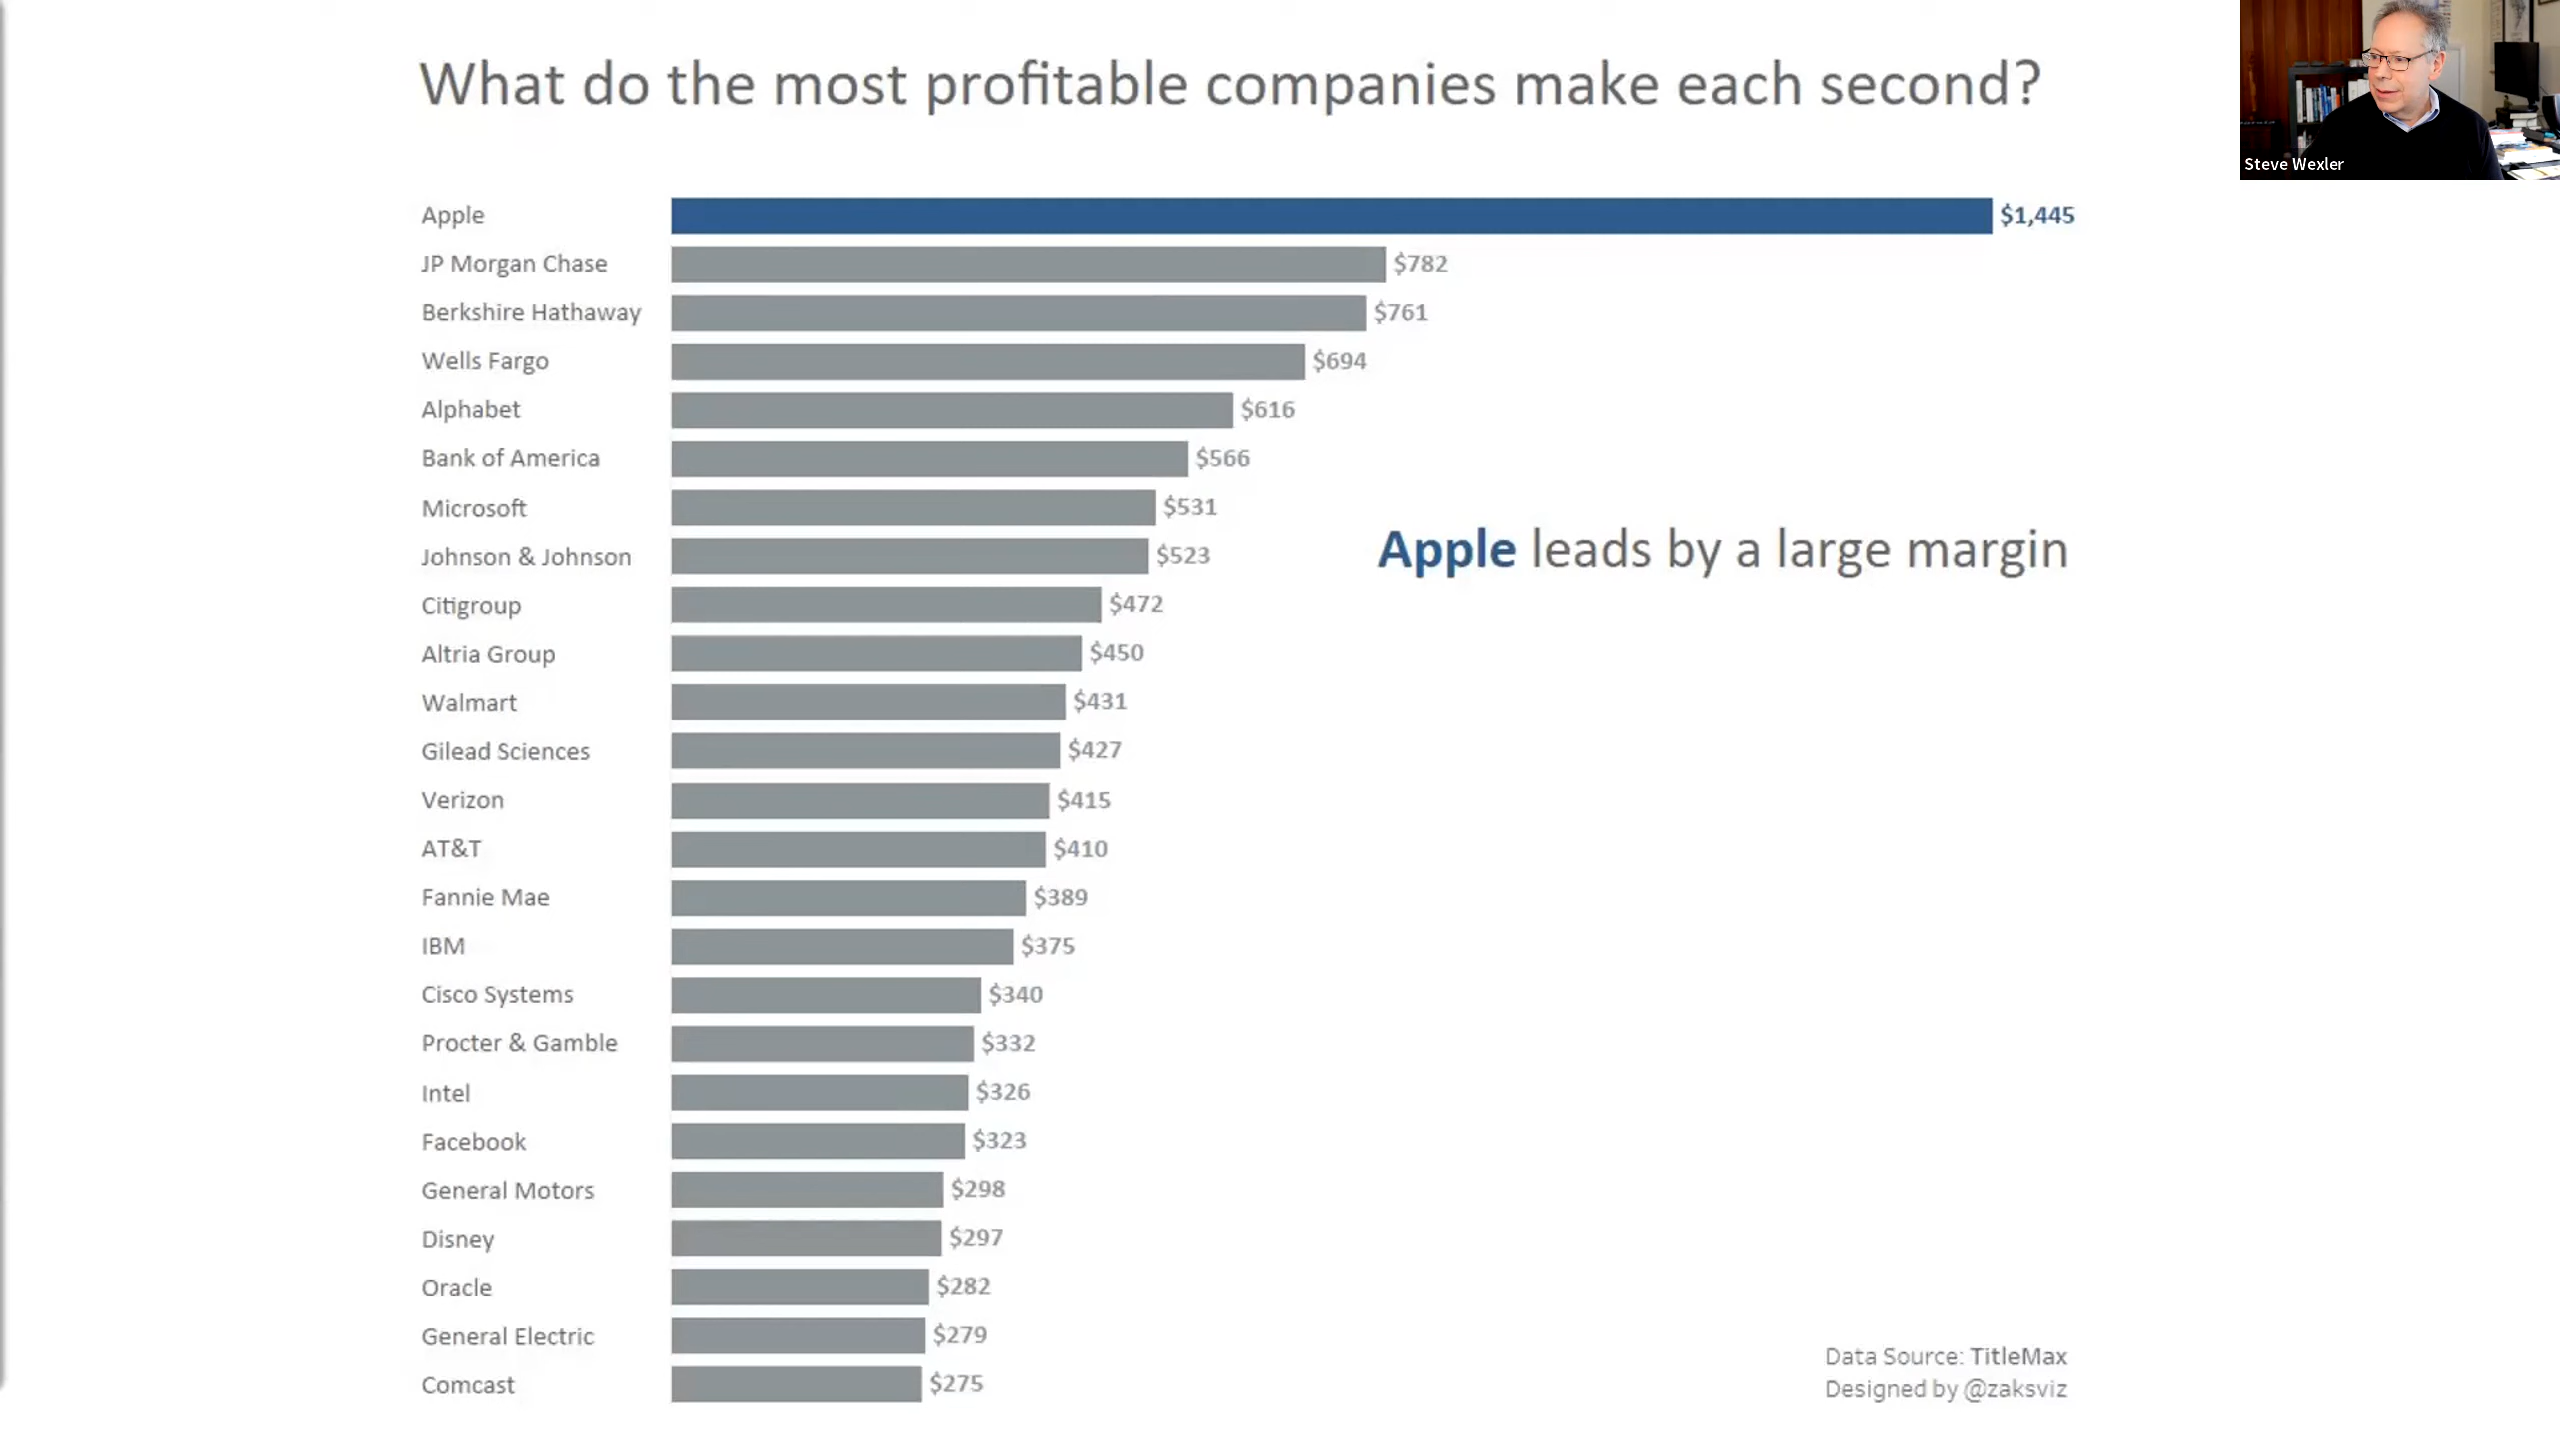 What do the most profitable companies make each second?
Steve Wexler
Apple $1,445
JP Morgan Chase $782
Berkshire Hathaway $761
Wells Fargo $694
Alphabet $616
Bank of America $566
Microsoft $531
Johnson & Johnson $523
Apple leads by a large margin
Citigroup $472
Altria Group $450
Walmart $431
Gilead Sciences $427
Verizon $415
AT&T $410
Fannie Mae $389
IBM $375
Cisco Systems $340
Procter & Gamble $332
Intel $326
Facebook $323
General Motors $298
Disney $297
Oracle $282
General Electric $279
Comcast $275
Data Source: TitleMax
Designed by @zaksviz